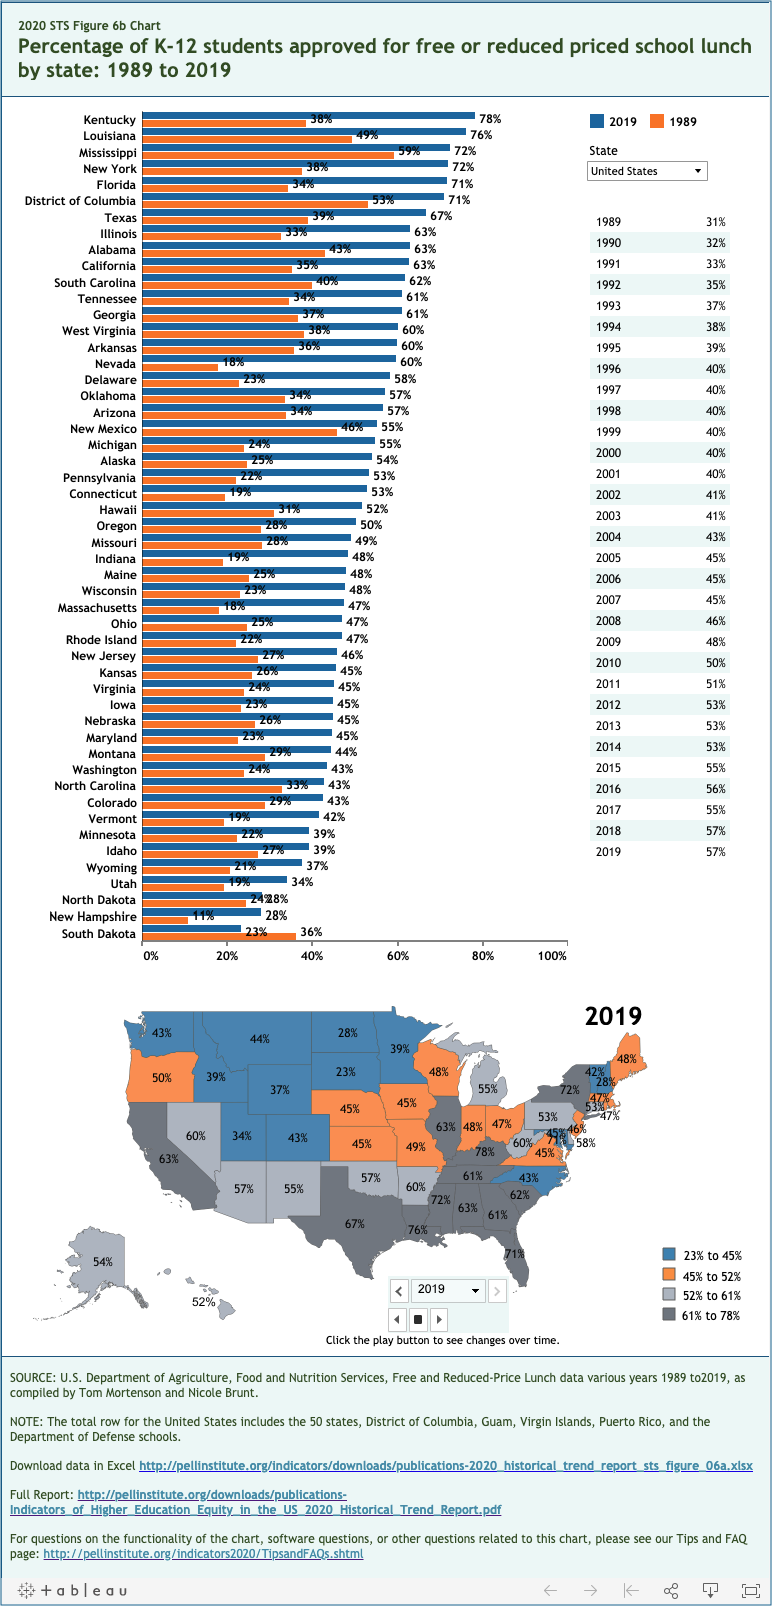 2020 STS Figure 6b Chart
Percentage of K-12 students approved for free or reduced priced school lunch
by state: 1989 to 2019
Kentucky 38% 78%
Louisiana 49% 76%
Mississippi 59% 72%
New York 38% 72%
Florida 34% 71%
District of Columbia 53% 71%
Texas 39% 67%
Illinois 33% 63%
Alabama 43% 63%
California 35% 63%
South Carolina 40% 62%
Tennessee 34% 61%
Georgia 37% 61%
West Virginia 38% 60%
Arkansas 36% 60%
Nevada 18% 60%
Delaware 23% 58%
Oklahoma 34% 57%
Arizona 34% 57%
New Mexico 46% 55%
Michigan 24% 55%
Alaska 25% 54%
Pennsylvania 22% 53%
Connecticut 19% 53%
Hawaii 31% 52%
Oregon 28% 50%
Missouri 28% 49%
Indiana 19% 48%
Maine 25% 48%
Wisconsin 23% 48%
Massachusetts 18% 47%
Ohio 25% 47%
Rhode Island 22% 47%
New Jersey 27% 46%
Kansas 26% 45%
Virginia 24% 45%
Iowa 23% 45%
Nebraska 26% 45%
Maryland 23% 45%
Montana 29% 44%
Washington 24% 43%
North Carolina 33% 43%
Colorado 29% 43%
Vermont 19% 42%
Minnesota 22% 39%
Idaho 27% 39%
Wyoming 21% 37%
Utah 19% 34%
North Dakota 24% 28%
New Hampshire 11% 28%
South Dakota 23% 36%
0% 20% 40% 60% 80% 100%
2019 1989
State
United States
1989 31%
1990 32%
1991 33%
1992 35%
1993 37%
1994 38%
1995 39%
1996 40%
1997 40%
1998 40%
1999 40%
2000 40%
2001 40%
2002 41%
2003 41%
2004 43%
2005 45%
2006 45%
2007 45%
2008 46%
2009 48%
2010 50%
2011 51%
2012 53%
2013 53%
2014 53%
2015 55%
2016 56%
2017 55%
2018 57%
2019 57%
2019
43% 44% 28% 39% 48% 42% 48%
50% 39% 37% 23% 55% 72% 28%
45% 45% 53% 47% 53% 47%
60% 34% 43% 45% 49% 63% 48% 47% 60% 45% 71% 46% 58%
63% 78% 45%
57% 55% 57% 60% 61% 43%
67% 76% 72% 63% 61% 62%
71%
54%
52%
23% to 45%
45% to 52%
52% to 61%
61% to 78%
2019
Click the play button to see changes over time.
SOURCE: U.S. Department of Agriculture, Food and Nutrition Services, Free and Reduced-Price Lunch data various years 1989 to2019, as
compiled by Tom Mortenson and Nicole Brunt.
NOTE: The total row for the United States includes the 50 states, District of Columbia, Guam, Virgin Islands, Puerto Rico, and the
Department of Defense schools.
Download data in Excel http://pellinstitute.org/indicators/downloads/publications-2020_historical_trend_report_sts_figure_06a.xlsx
Full Report: http://pellinstitute.org/downloads/publications-
Indicators_of_Higher_Education_Equity_in_the_US_2020_Historical_Trend_Report.pdf
For questions on the functionality of the chart, software questions, or other questions related to this chart, please see our Tips and FAQ
page: http://pellinstitute.org/indicators2020/TipsandFAQs.shtml
+ableau